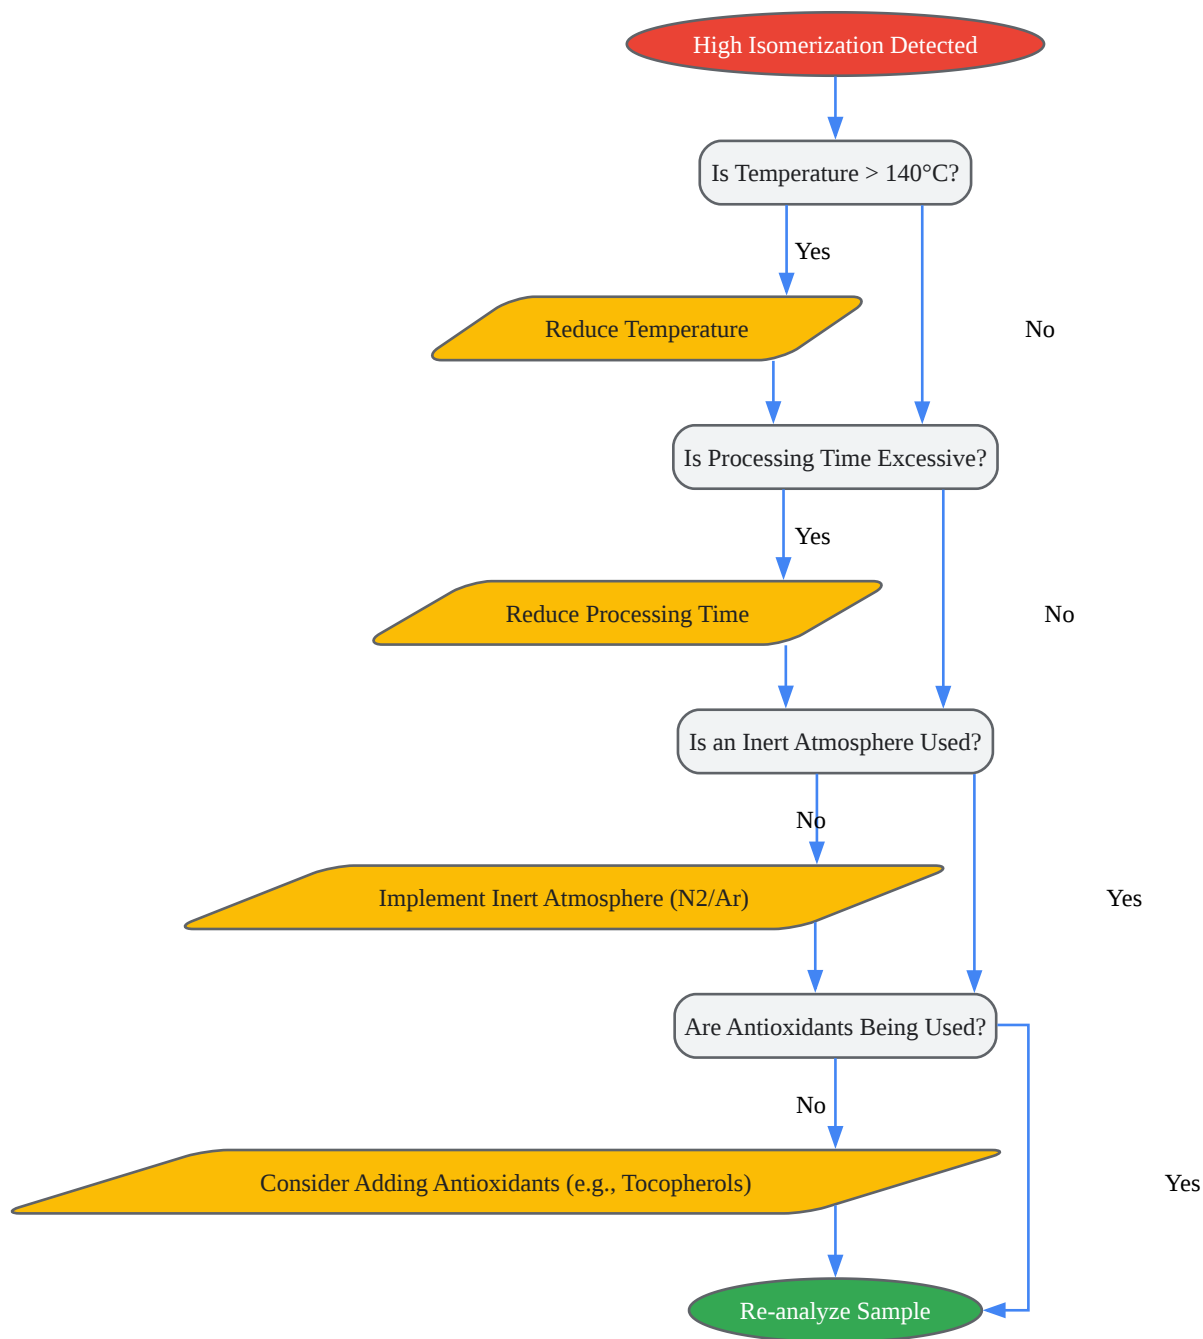 High Isomerization Detected
Is Temperature > 140°C?
Yes
Reduce Temperature
No
Is Processing Time Excessive?
Yes
Reduce Processing Time
No
Is an Inert Atmosphere Used?
No
Implement Inert Atmosphere (N2/Ar)
Yes
Are Antioxidants Being Used?
No
Consider Adding Antioxidants (e.g., Tocopherols)
Yes
Re-analyze Sample